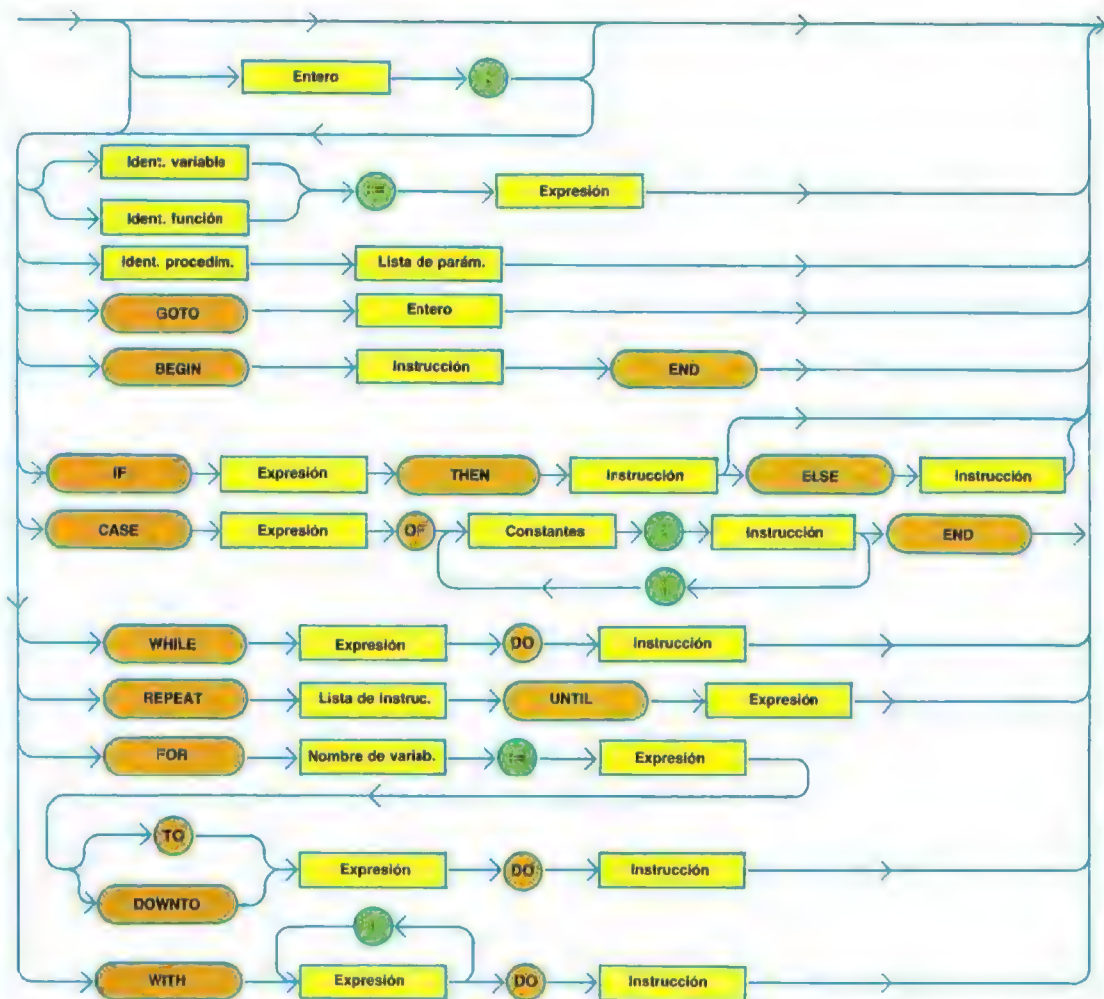 Entero :
Ident. variable
:= Expresión
Ident. función
Ident. procedim. Lista de parám.
GOTO Entero
BEGIN Instrucción END
IF Expresión THEN Instrucción ELSE Instrucción
CASE Expresión OF Constantes : Instrucción END
WHILE Expresión DO Instrucción
REPEAT Lista de instruc. UNTIL Expresión
FOR Nombre de variab. := Expresión
TO
Expresión DO Instrucción
DOWNTO
WITH Expresión DO Instrucción